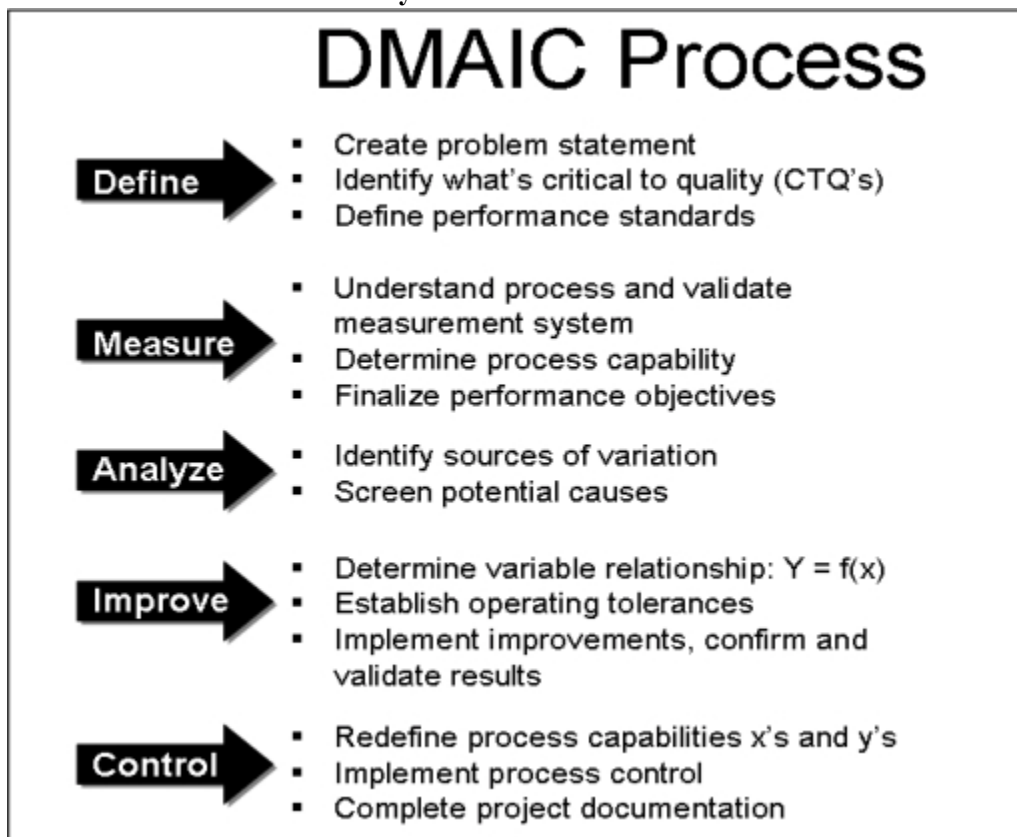 y
DMAIC Process
Define
▪ Create problem statement
▪ Identify what's critical to quality (CTQ's)
▪ Define performance standards
Measure
▪ Understand process and validate
measurement system
▪ Determine process capability
▪ Finalize performance objectives
Analyze
▪ Identify sources of variation
▪ Screen potential causes
Improve
▪ Determine variable relationship: Y = f(x)
▪ Establish operating tolerances
▪ Implement improvements, confirm and
validate results
Control
▪ Redefine process capabilities x's and y's
▪ Implement process control
▪ Complete project documentation